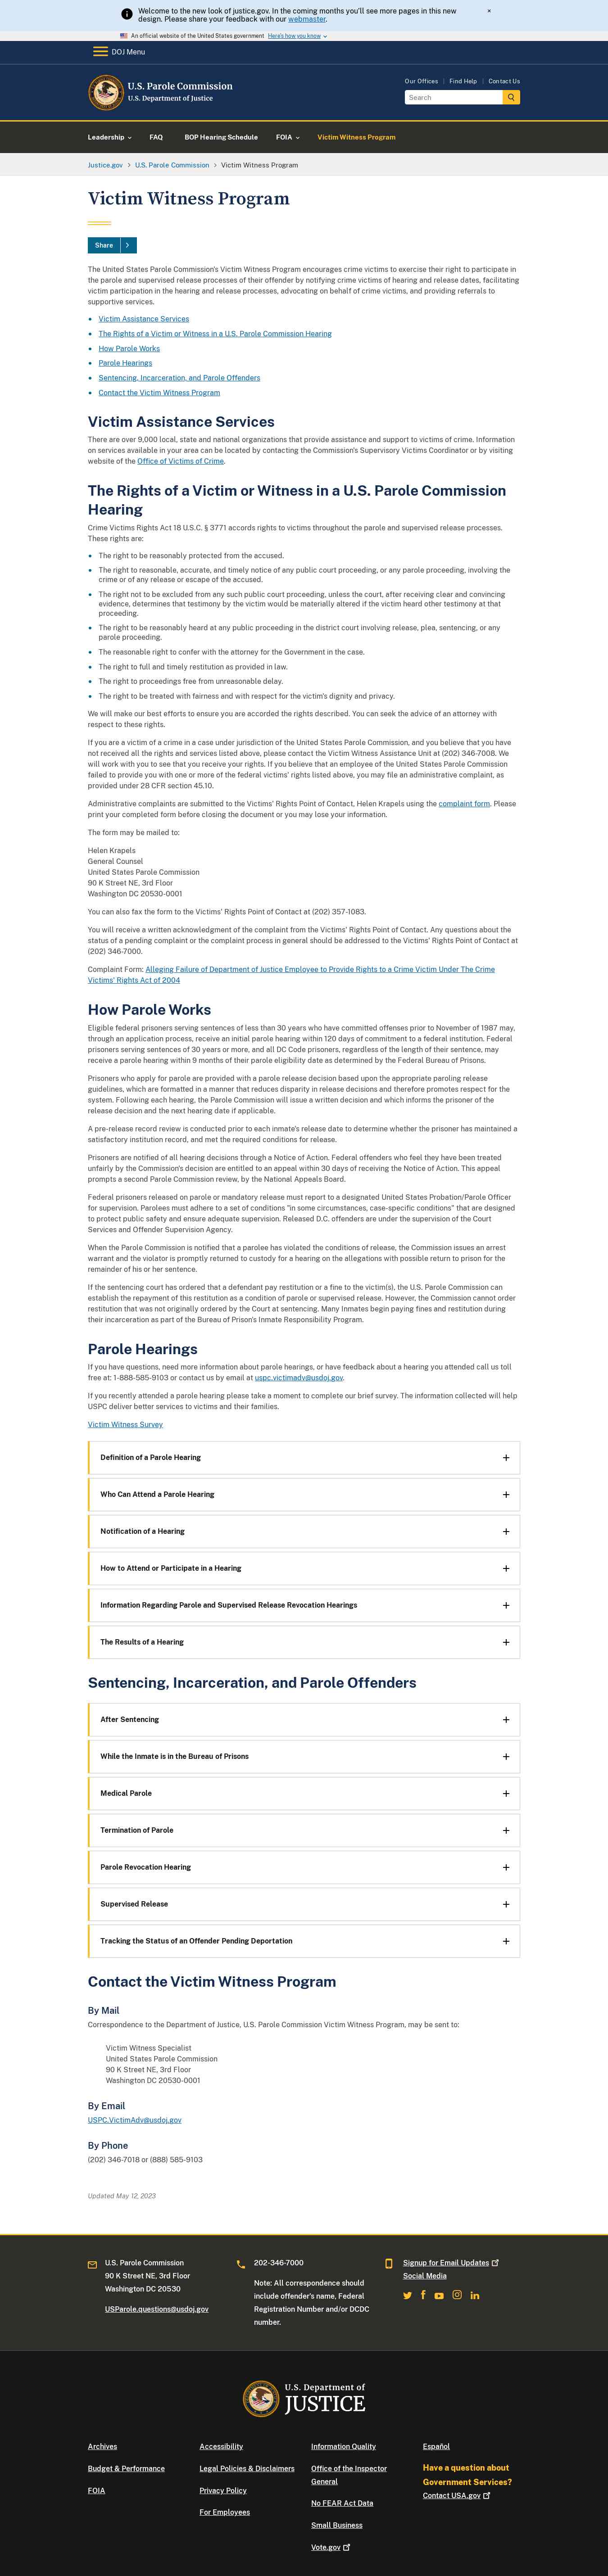 Welcome to the new look of justice.gov. In the coming months you'll see more pages in this new
design. Please share your feedback with our webmaster.
×
An official website of the United States government Here's how you know
DOJ Menu
U.S. Parole Commission
U.S. Department of Justice
Our Offices | Find Help | Contact Us
Search
Leadership FAQ BOP Hearing Schedule FOIA Victim Witness Program
Justice.gov > U.S. Parole Commission > Victim Witness Program
Victim Witness Program
Share
The United States Parole Commission's Victim Witness Program encourages crime victims to exercise their right to participate in
the parole and supervised release processes of their offender by notifying crime victims of hearing and release dates, facilitating
victim participation in the hearing and release processes, advocating on behalf of crime victims, and providing referrals to
supportive services.
Victim Assistance Services
The Rights of a Victim or Witness in a U.S. Parole Commission Hearing
How Parole Works
Parole Hearings
Sentencing, Incarceration, and Parole Offenders
Contact the Victim Witness Program
Victim Assistance Services
There are over 9,000 local, state and national organizations that provide assistance and support to victims of crime. Information
on services available in your area can be located by contacting the Commission's Supervisory Victims Coordinator or by visiting
website of the Office of Victims of Crime.
The Rights of a Victim or Witness in a U.S. Parole Commission
Hearing
Crime Victims Rights Act 18 U.S.C. § 3771 accords rights to victims throughout the parole and supervised release processes.
These rights are:
The right to be reasonably protected from the accused.
The right to reasonable, accurate, and timely notice of any public court proceeding, or any parole proceeding, involving the
crime or of any release or escape of the accused.
The right not to be excluded from any such public court proceeding, unless the court, after receiving clear and convincing
evidence, determines that testimony by the victim would be materially altered if the victim heard other testimony at that
proceeding.
The right to be reasonably heard at any public proceeding in the district court involving release, plea, sentencing, or any
parole proceeding.
The reasonable right to confer with the attorney for the Government in the case.
The right to full and timely restitution as provided in law.
The right to proceedings free from unreasonable delay.
The right to be treated with fairness and with respect for the victim's dignity and privacy.
We will make our best efforts to ensure you are accorded the rights described. You can seek the advice of an attorney with
respect to these rights.
If you are a victim of a crime in a case under jurisdiction of the United States Parole Commission, and you believe that you have
not received all the rights and services listed above, please contact the Victim Witness Assistance Unit at (202) 346-7008. We
will work with you to see that you receive your rights. If you believe that an employee of the United States Parole Commission
failed to provide you with one or more of the federal victims' rights listed above, you may file an administrative complaint, as
provided under 28 CFR section 45.10.
Administrative complaints are submitted to the Victims' Rights Point of Contact, Helen Krapels using the complaint form. Please
print your completed form before closing the document or you may lose your information.
The form may be mailed to:
Helen Krapels
General Counsel
United States Parole Commission
90 K Street NE, 3rd Floor
Washington DC 20530-0001
You can also fax the form to the Victims' Rights Point of Contact at (202) 357-1083.
You will receive a written acknowledgment of the complaint from the Victims' Rights Point of Contact. Any questions about the
status of a pending complaint or the complaint process in general should be addressed to the Victims' Rights Point of Contact at
(202) 346-7000.
Complaint Form: Alleging Failure of Department of Justice Employee to Provide Rights to a Crime Victim Under The Crime
Victims' Rights Act of 2004
How Parole Works
Eligible federal prisoners serving sentences of less than 30 years who have committed offenses prior to November of 1987 may,
through an application process, receive an initial parole hearing within 120 days of commitment to a federal institution. Federal
prisoners serving sentences of 30 years or more, and all DC Code prisoners, regardless of the length of their sentence, may
receive a parole hearing within 9 months of their parole eligibility date as determined by the Federal Bureau of Prisons.
Prisoners who apply for parole are provided with a parole release decision based upon the appropriate paroling release
guidelines, which are formatted in a manner that reduces disparity in release decisions and therefore promotes respect for the
system. Following each hearing, the Parole Commission will issue a written decision and which informs the prisoner of the
release decision and the next hearing date if applicable.
A pre-release record review is conducted prior to each inmate's release date to determine whether the prisoner has maintained a
satisfactory institutional record, and met the required conditions for release.
Prisoners are notified of all hearing decisions through a Notice of Action. Federal offenders who feel they have been treated
unfairly by the Commission's decision are entitled to an appeal within 30 days of receiving the Notice of Action. This appeal
prompts a second Parole Commission review, by the National Appeals Board.
Federal prisoners released on parole or mandatory release must report to a designated United States Probation/Parole Officer
for supervision. Parolees must adhere to a set of conditions "in some circumstances, case-specific conditions" that are designed
to protect public safety and ensure adequate supervision. Released D.C. offenders are under the supervision of the Court
Services and Offender Supervision Agency.
When the Parole Commission is notified that a parolee has violated the conditions of release, the Commission issues an arrest
warrant and the violator is promptly returned to custody for a hearing on the allegations with possible return to prison for the
remainder of his or her sentence.
If the sentencing court has ordered that a defendant pay restitution or a fine to the victim(s), the U.S. Parole Commission can
establish the repayment of this restitution as a condition of parole or supervised release. However, the Commission cannot order
restitution that was not originally ordered by the Court at sentencing. Many Inmates begin paying fines and restitution during
their incarceration as part of the Bureau of Prison's Inmate Responsibility Program.
Parole Hearings
If you have questions, need more information about parole hearings, or have feedback about a hearing you attended call us toll
free at: 1-888-585-9103 or contact us by email at uspc.victimadv@usdoj.gov.
If you recently attended a parole hearing please take a moment to complete our brief survey. The information collected will help
USPC deliver better services to victims and their families.
Victim Witness Survey
Definition of a Parole Hearing
Who Can Attend a Parole Hearing
Notification of a Hearing
How to Attend or Participate in a Hearing
Information Regarding Parole and Supervised Release Revocation Hearings
The Results of a Hearing
Sentencing, Incarceration, and Parole Offenders
After Sentencing
While the Inmate is in the Bureau of Prisons
Medical Parole
Termination of Parole
Parole Revocation Hearing
Supervised Release
Tracking the Status of an Offender Pending Deportation
Contact the Victim Witness Program
By Mail
Correspondence to the Department of Justice, U.S. Parole Commission Victim Witness Program, may be sent to:
Victim Witness Specialist
United States Parole Commission
90 K Street NE, 3rd Floor
Washington DC 20530-0001
By Email
USPC.VictimAdv@usdoj.gov
By Phone
(202) 346-7018 or (888) 585-9103
Updated May 12, 2023
U.S. Parole Commission
90 K Street NE, 3rd Floor
Washington DC 20530
USParole.questions@usdoj.gov
202-346-7000
Note: All correspondence should
include offender's name, Federal
Registration Number and/or DCDC
number.
Signup for Email Updates
Social Media
U.S. Department of
JUSTICE
Archives
Budget & Performance
FOIA
Accessibility
Legal Policies & Disclaimers
Privacy Policy
For Employees
Information Quality
Office of the Inspector
General
No FEAR Act Data
Small Business
Vote.gov
Español
Have a question about
Government Services?
Contact USA.gov